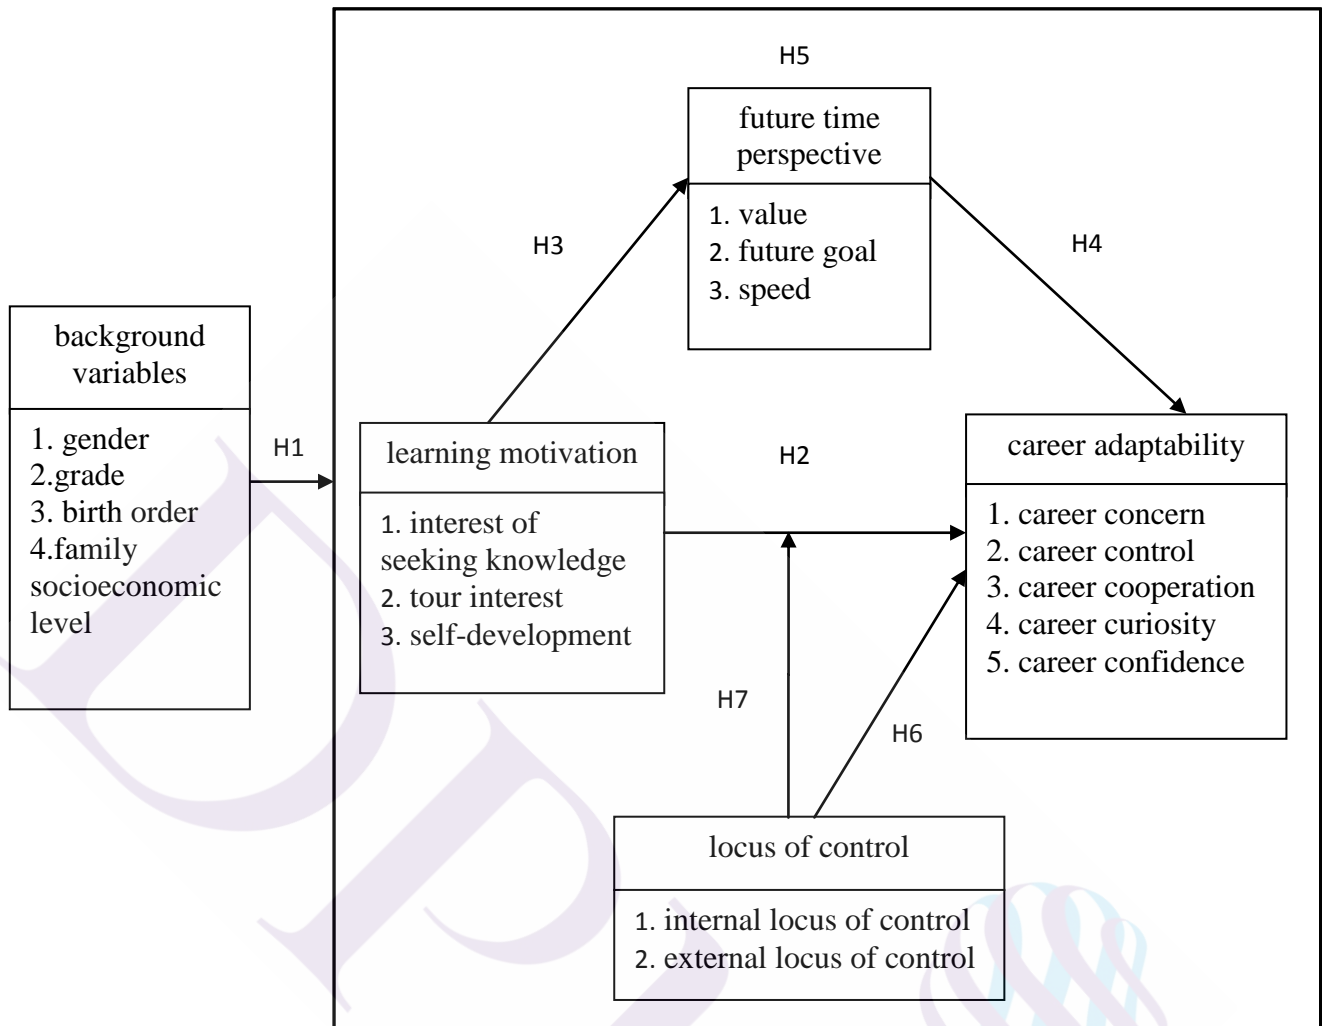 H5
future time
perspective
1. value
2. future goal
3. speed
H3
H4
background
variables
1. gender
2.grade
3. birth order
4.family
socioeconomic
level
H1
learning motivation
1. interest of
seeking knowledge
2. tour interest
3. self-development
H2
career adaptability
1. career concern
2. career control
3. career cooperation
4. career curiosity
5. career confidence
H7
H6
locus of control
1. internal locus of control
2. external locus of control